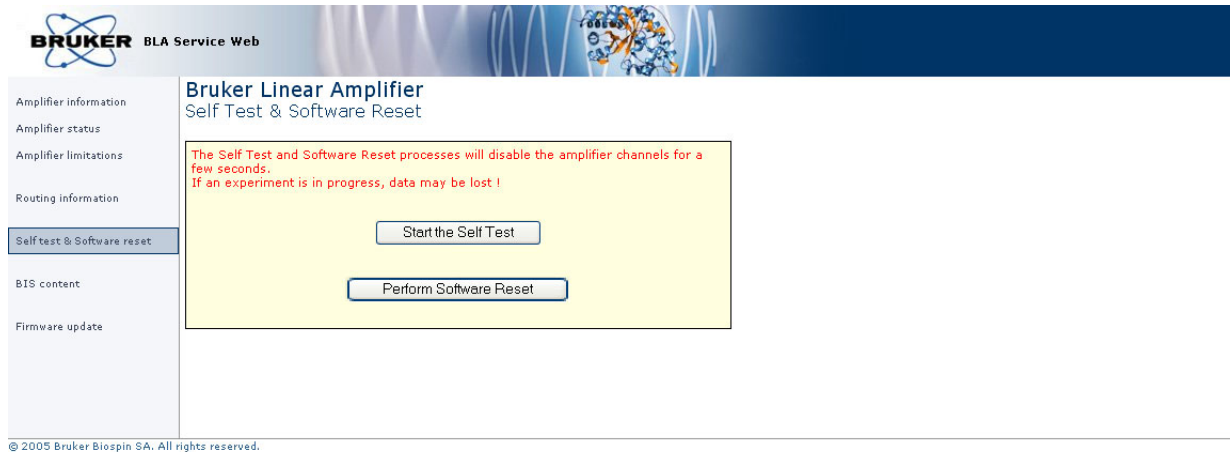 BRUKER BLA Service Web
Amplifier information
Amplifier status
Amplifier limitations
Routing information
Self test & Software reset
BIS content
Firmware update
Bruker Linear Amplifier
Self Test & Software Reset
The Self Test and Software Reset processes will disable the amplifier channels for a
few seconds.
If an experiment is in progress, data may be lost !
Start the Self Test
Perform Software Reset
© 2005 Bruker Biospin SA. All rights reserved.